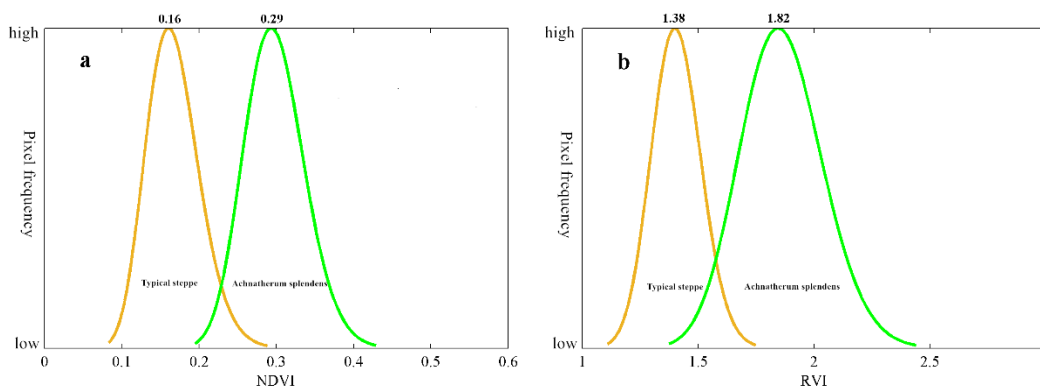 0.16 0.29
high
a
Pixel frequency
Typical steppe Achnatherum splendens
low
0 0.1 0.2 0.3 0.4 0.5 0.6
NDVI
1.38 1.82
high
b
Pixel frequency
Typical steppe Achnatherum splendens
low
1 1.5 2 2.5
RVI